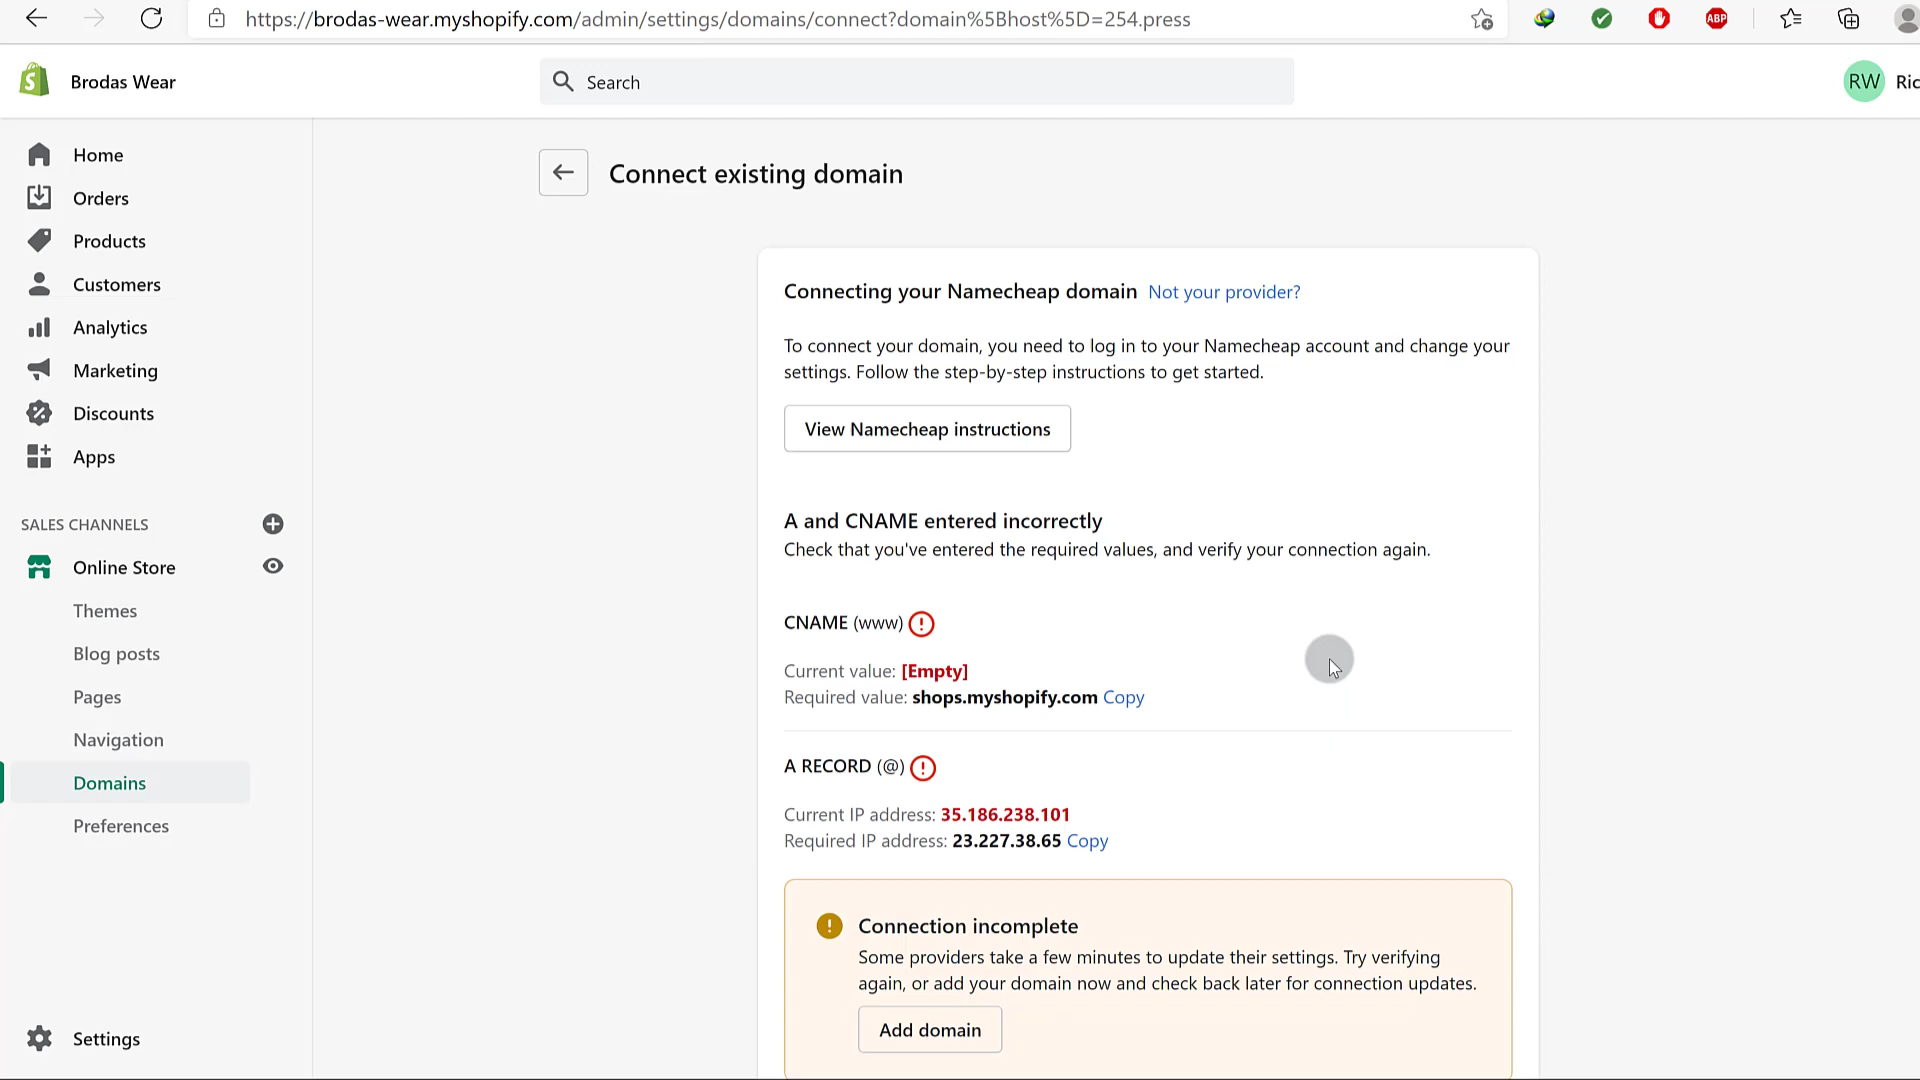 https://brodas-wear.myshopify.com/admin/settings/domains/connect?domain%5Bhost%5D=254.press
ABP
Brodas Wear
Search
RW Ric
Home
Orders
Products
Customers
Analytics
Marketing
Discounts
Apps
SALES CHANNELS
Online Store
Themes
Blog posts
Pages
Navigation
Domains
Preferences
Settings
Connect existing domain
Connecting your Namecheap domain Not your provider?
To connect your domain, you need to log in to your Namecheap account and change your
settings. Follow the step-by-step instructions to get started.
View Namecheap instructions
A and CNAME entered incorrectly
Check that you've entered the required values, and verify your connection again.
CNAME (www)
Current value: [Empty]
Required value: shops.myshopify.com Copy
A RECORD (@)
Current IP address: 35.186.238.101
Required IP address: 23.227.38.65 Copy
Connection incomplete
Some providers take a few minutes to update their settings. Try verifying
again, or add your domain now and check back later for connection updates.
Add domain